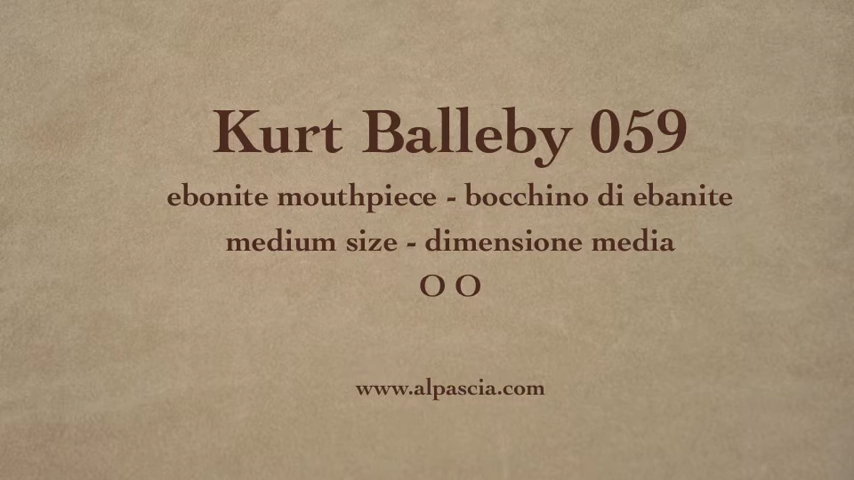 Kurt Balleby 059
ebonite mouthpiece - bocchino di ebanite
medium size - dimensione media
O O
www.alpascia.com